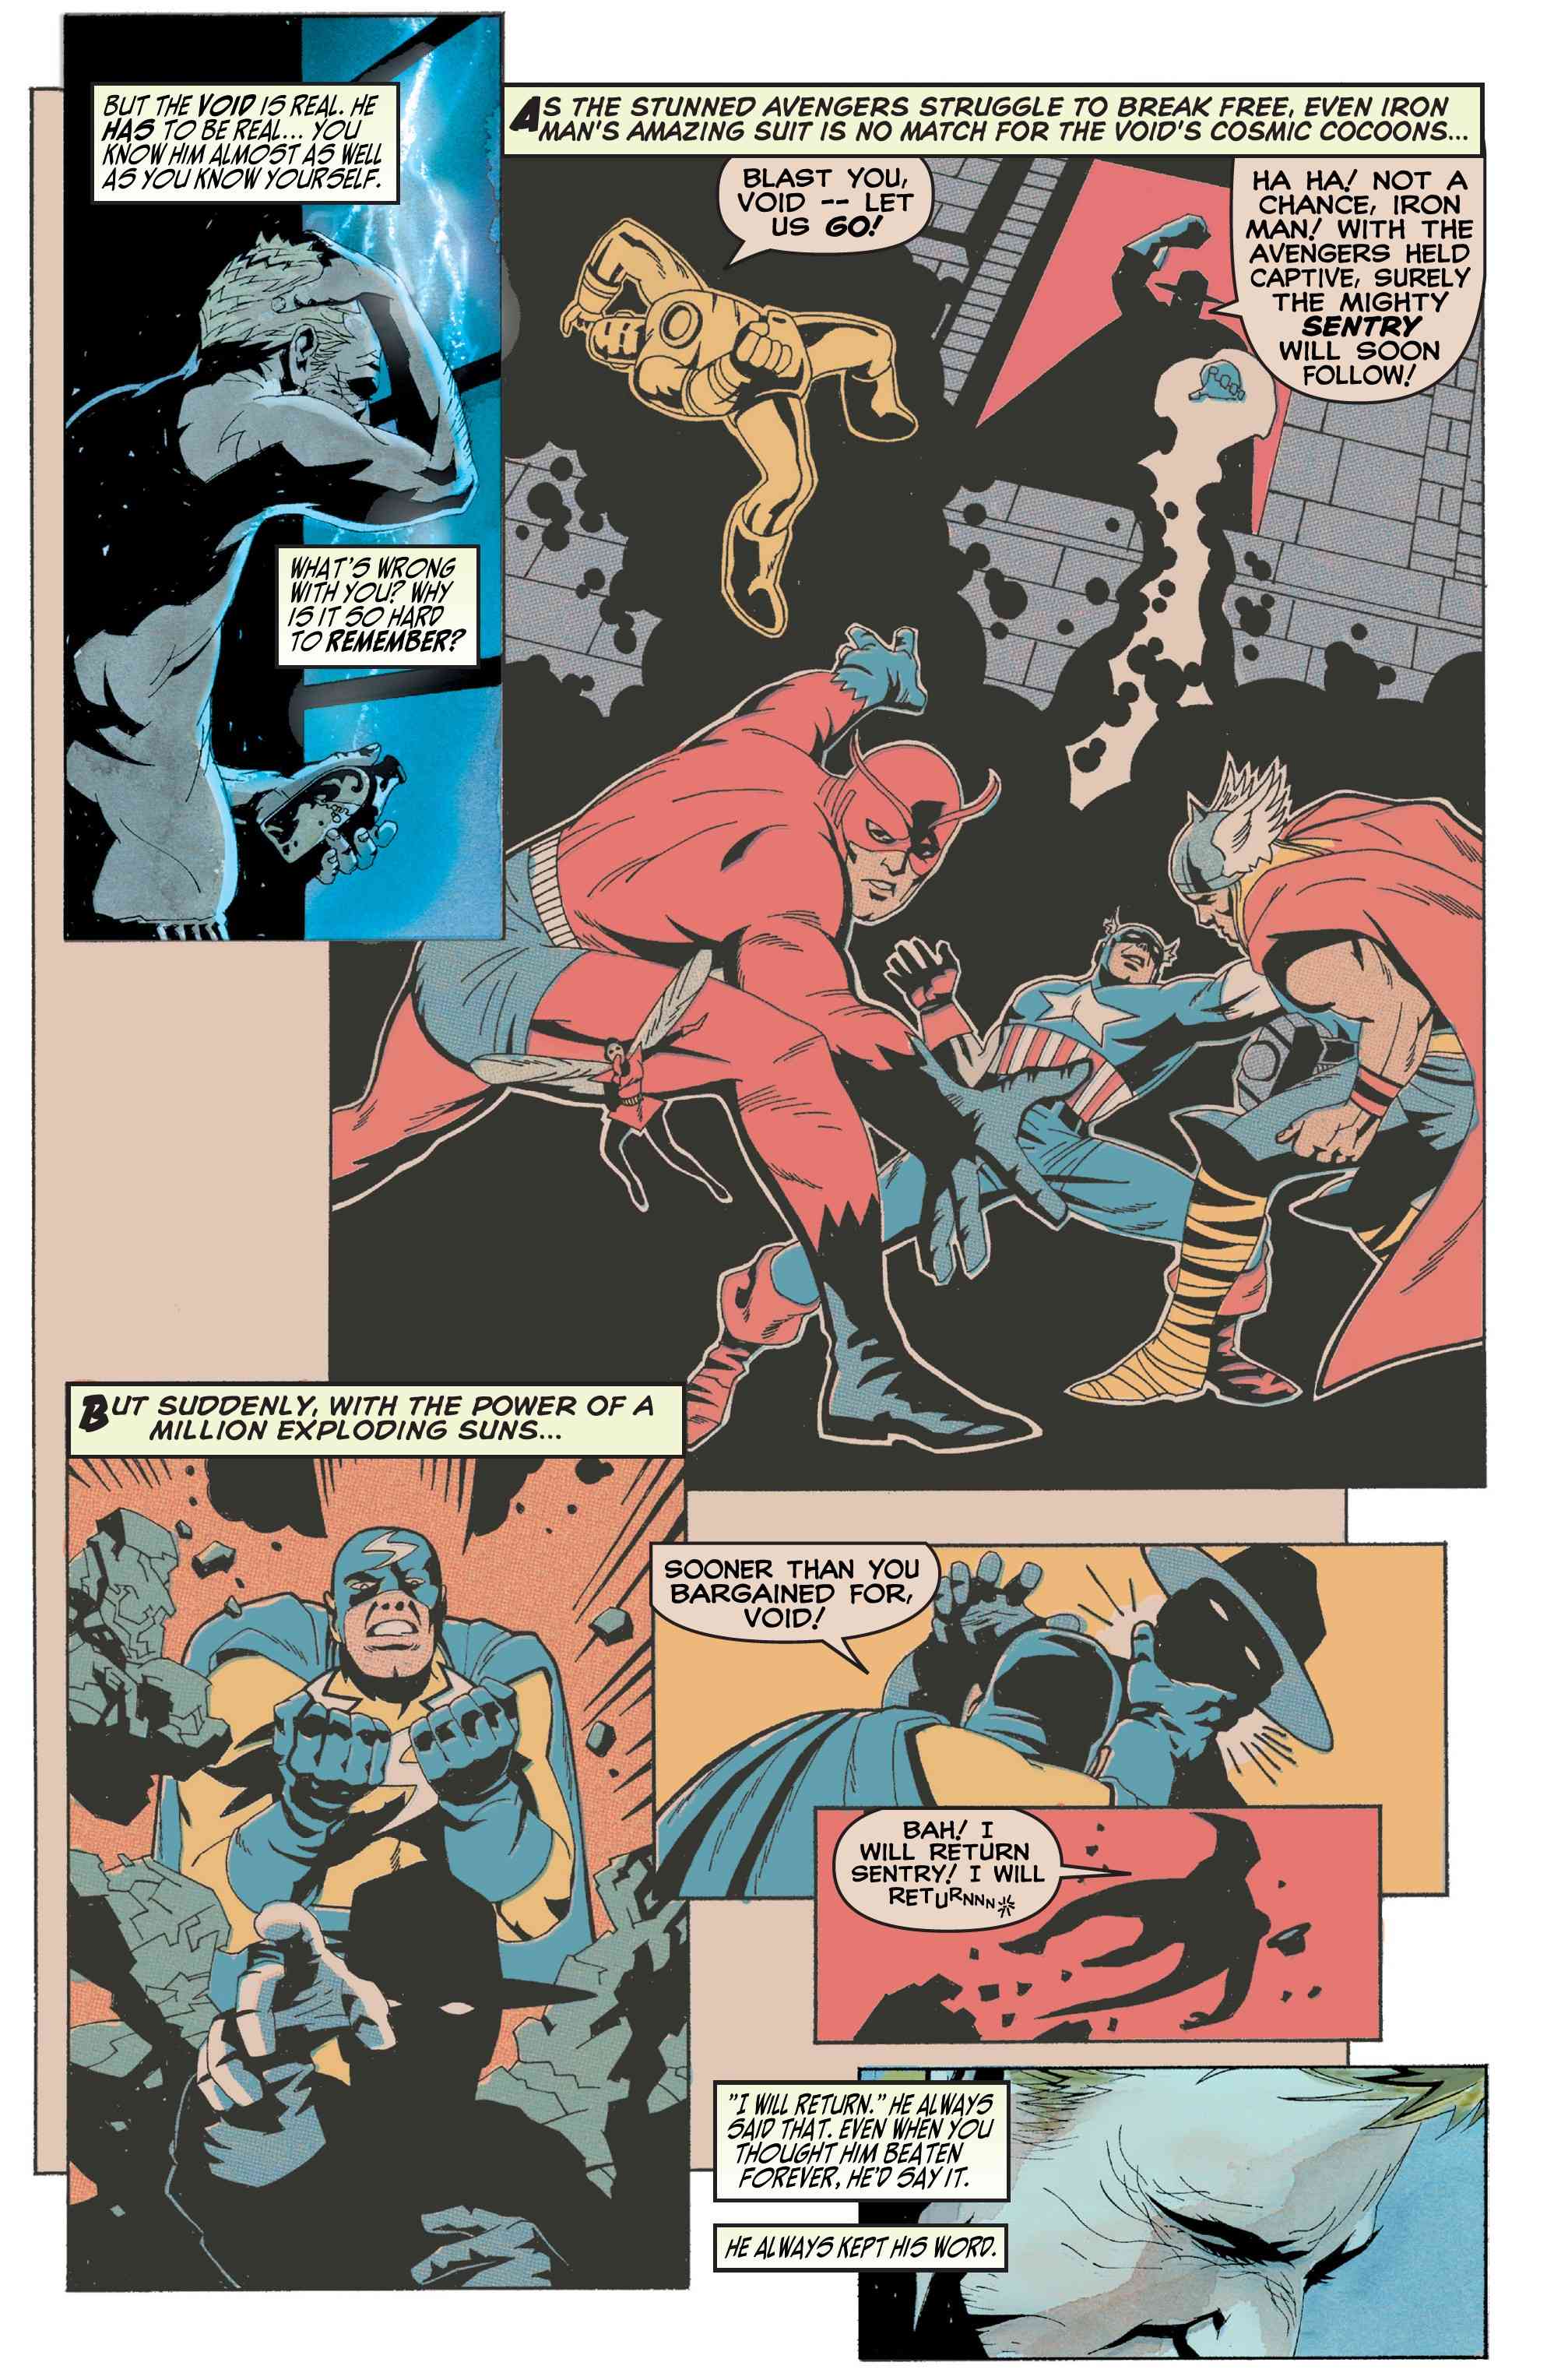 BUT THE VOID IS REAL. HE
HAS TO BE REAL... YOU
KNOW HIM ALMOST AS WELL
AS YOU KNOW YOURSELF.
WHAT'S WRONG
WITH YOU? WHY
IS IT SO HARD
TO REMEMBER?
AS THE STUNNED AVENGERS STRUGGLE TO BREAK FREE, EVEN IRON
MAN'S AMAZING SUIT IS NO MATCH FOR THE VOID'S COSMIC COCOONS...
BLAST YOU,
VOID -- LET
US GO!
HA HA! NOT A
CHANCE, IRON
MAN! WITH THE
AVENGERS HELD
CAPTIVE, SURELY
THE MIGHTY
SENTRY
WILL SOON
FOLLOW!
BUT SUDDENLY, WITH THE POWER OF A
MILLION EXPLODING SUNS...
SOONER THAN YOU
BARGAINED FOR,
VOID!
BAH! I
WILL RETURN
SENTRY! I WILL
RETURNNN
"I WILL RETURN." HE ALWAYS
SAID THAT. EVEN WHEN YOU
THOUGHT HIM BEATEN
FOREVER, HE'D SAY IT.
HE ALWAYS KEPT HIS WORD.